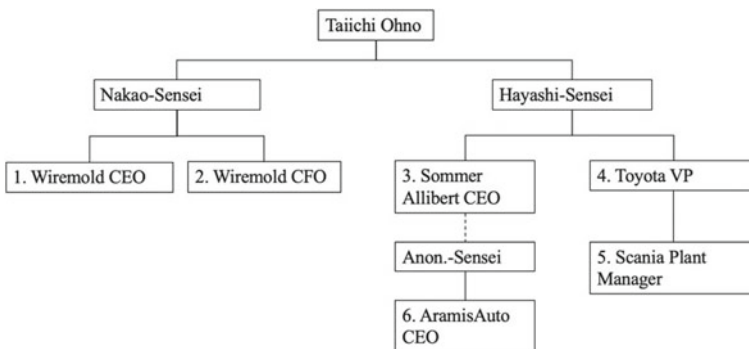 Taiichi Ohno
Nakao-Sensei
Hayashi-Sensei
1. Wiremold CEO
2. Wiremold CFO
3. Sommer
Allibert CEO
4. Toyota VP
Anon.-Sensei
5. Scania Plant
Manager
6. AramisAuto
CEO